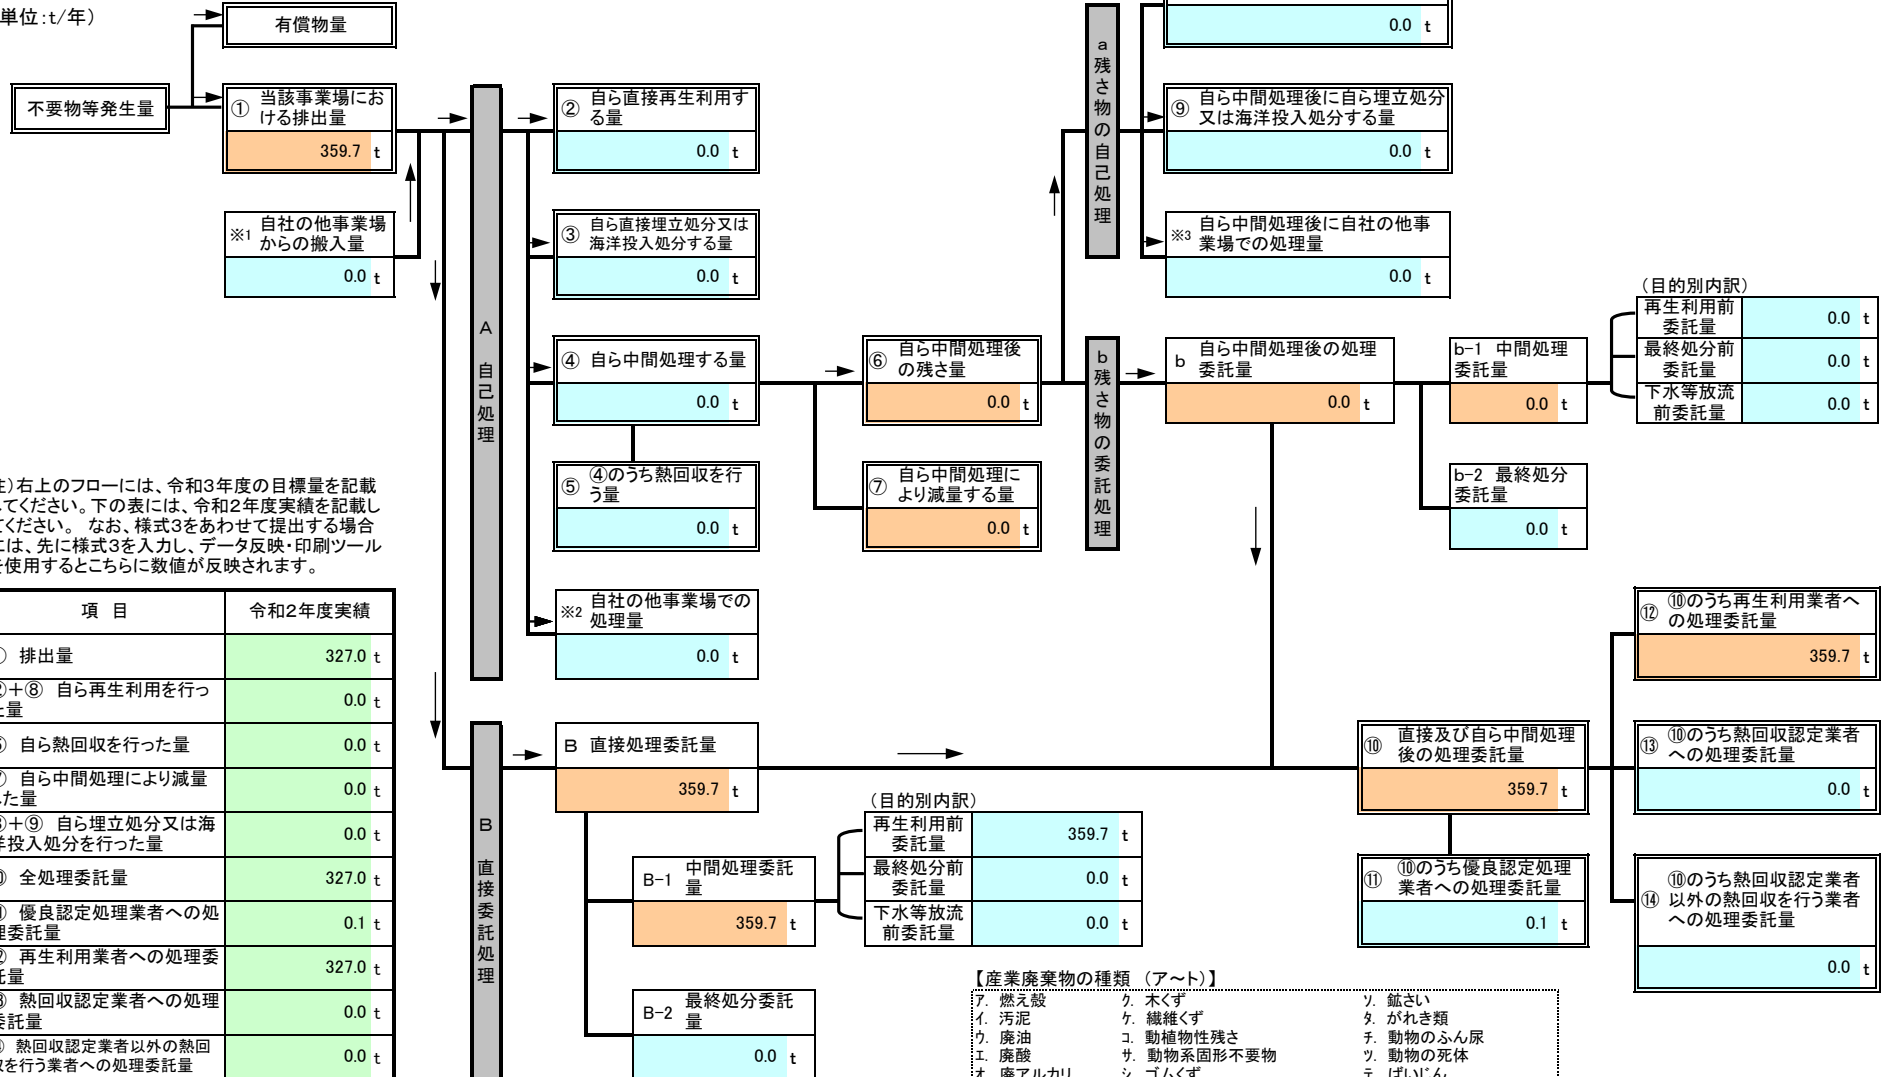 単位:t/年）
有償物量
不要物等発生量
① 当該事業場にお
ける排出量
359.7 t
※1 自社の他事業場
からの搬入量
0.0 t
A
自
己
処
理
② 自ら直接再生利用す
る量
0.0 t
③ 自ら直接埋立処分又は
海洋投入処分する量
0.0 t
④ 自ら中間処理する量
0.0 t
⑤ ④のうち熱回収を行
う量
0.0 t
※2 自社の他事業場での
処理量
0.0 t
⑥ 自ら中間処理後
の残さ量
0.0 t
⑦ 自ら中間処理に
より減量する量
0.0 t
a
残
さ
物
の
自
己
処
理
0.0 t
⑨ 自ら中間処理後に自ら埋立処分
又は海洋投入処分する量
0.0 t
※3 自ら中間処理後に自社の他事
業場での処理量
0.0 t
b
残
さ
物
の
委
託
処
理
b 自ら中間処理後の処理
委託量
0.0 t
b-1 中間処理
委託量
0.0 t
b-2 最終処分
委託量
0.0 t
（目的別内訳）
再生利用前
委託量
0.0 t
最終処分前
委託量
0.0 t
下水等放流
前委託量
0.0 t
注）右上のフローには、令和3年度の目標量を記載
してください。下の表には、令和2年度実績を記載し
てください。 なお、様式3をあわせて提出する場合
には、先に様式3を入力し、データ反映・印刷ツール
を使用するとこちらに数値が反映されます。
項 目 令和2年度実績
① 排出量 327.0 t
②＋⑧ 自ら再生利用を行っ
た量 0.0 t
⑤ 自ら熱回収を行った量 0.0 t
⑦ 自ら中間処理により減量
した量 0.0 t
③＋⑨ 自ら埋立処分又は海
洋投入処分を行った量 0.0 t
⑩ 全処理委託量 327.0 t
⑪ 優良認定処理業者への処
理委託量 0.1 t
⑫ 再生利用業者への処理委
託量 327.0 t
⑬ 熱回収認定業者への処理
委託量 0.0 t
⑭ 熱回収認定業者以外の熱回
収を行う業者への処理委託量 0.0 t
B
直
接
委
託
処
理
B 直接処理委託量
359.7 t
B-1 中間処理委託
量
359.7 t
B-2 最終処分委託
量
0.0 t
（目的別内訳）
再生利用前
委託量
359.7 t
最終処分前
委託量
0.0 t
下水等放流
前委託量
0.0 t
⑩ 直接及び自ら中間処理
後の処理委託量
359.7 t
⑪ ⑩のうち優良認定処理
業者への処理委託量
0.1 t
⑫ ⑩のうち再生利用業者へ
の処理委託量
359.7 t
⑬ ⑩のうち熱回収認定業者
への処理委託量
0.0 t
⑭ ⑩のうち熱回収認定業者
以外の熱回収を行う業者
への処理委託量
0.0 t
【産業廃棄物の種類 （ア～ト）】
ア. 燃え殻 ク. 木くず ソ. 鉱さい
イ. 汚泥 ケ. 繊維くず タ. がれき類
ウ. 廃油 コ. 動植物性残さ チ. 動物のふん尿
エ. 廃酸 サ. 動物系固形不要物 ツ. 動物の死体
オ. 廃アルカリ シ. ゴムくず テ. ばいじん